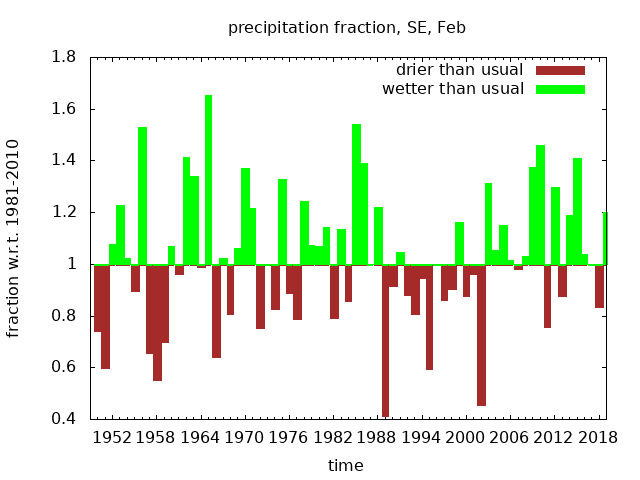 precipitation fraction, SE, Feb
drier than usual
wetter than usual
fraction w.r.t. 1981-2010
1.8
1.6
1.4
1.2
1
0.8
0.6
0.4
1952 1958 1964 1970 1976 1982 1988 1994 2000 2006 2012 2018
time